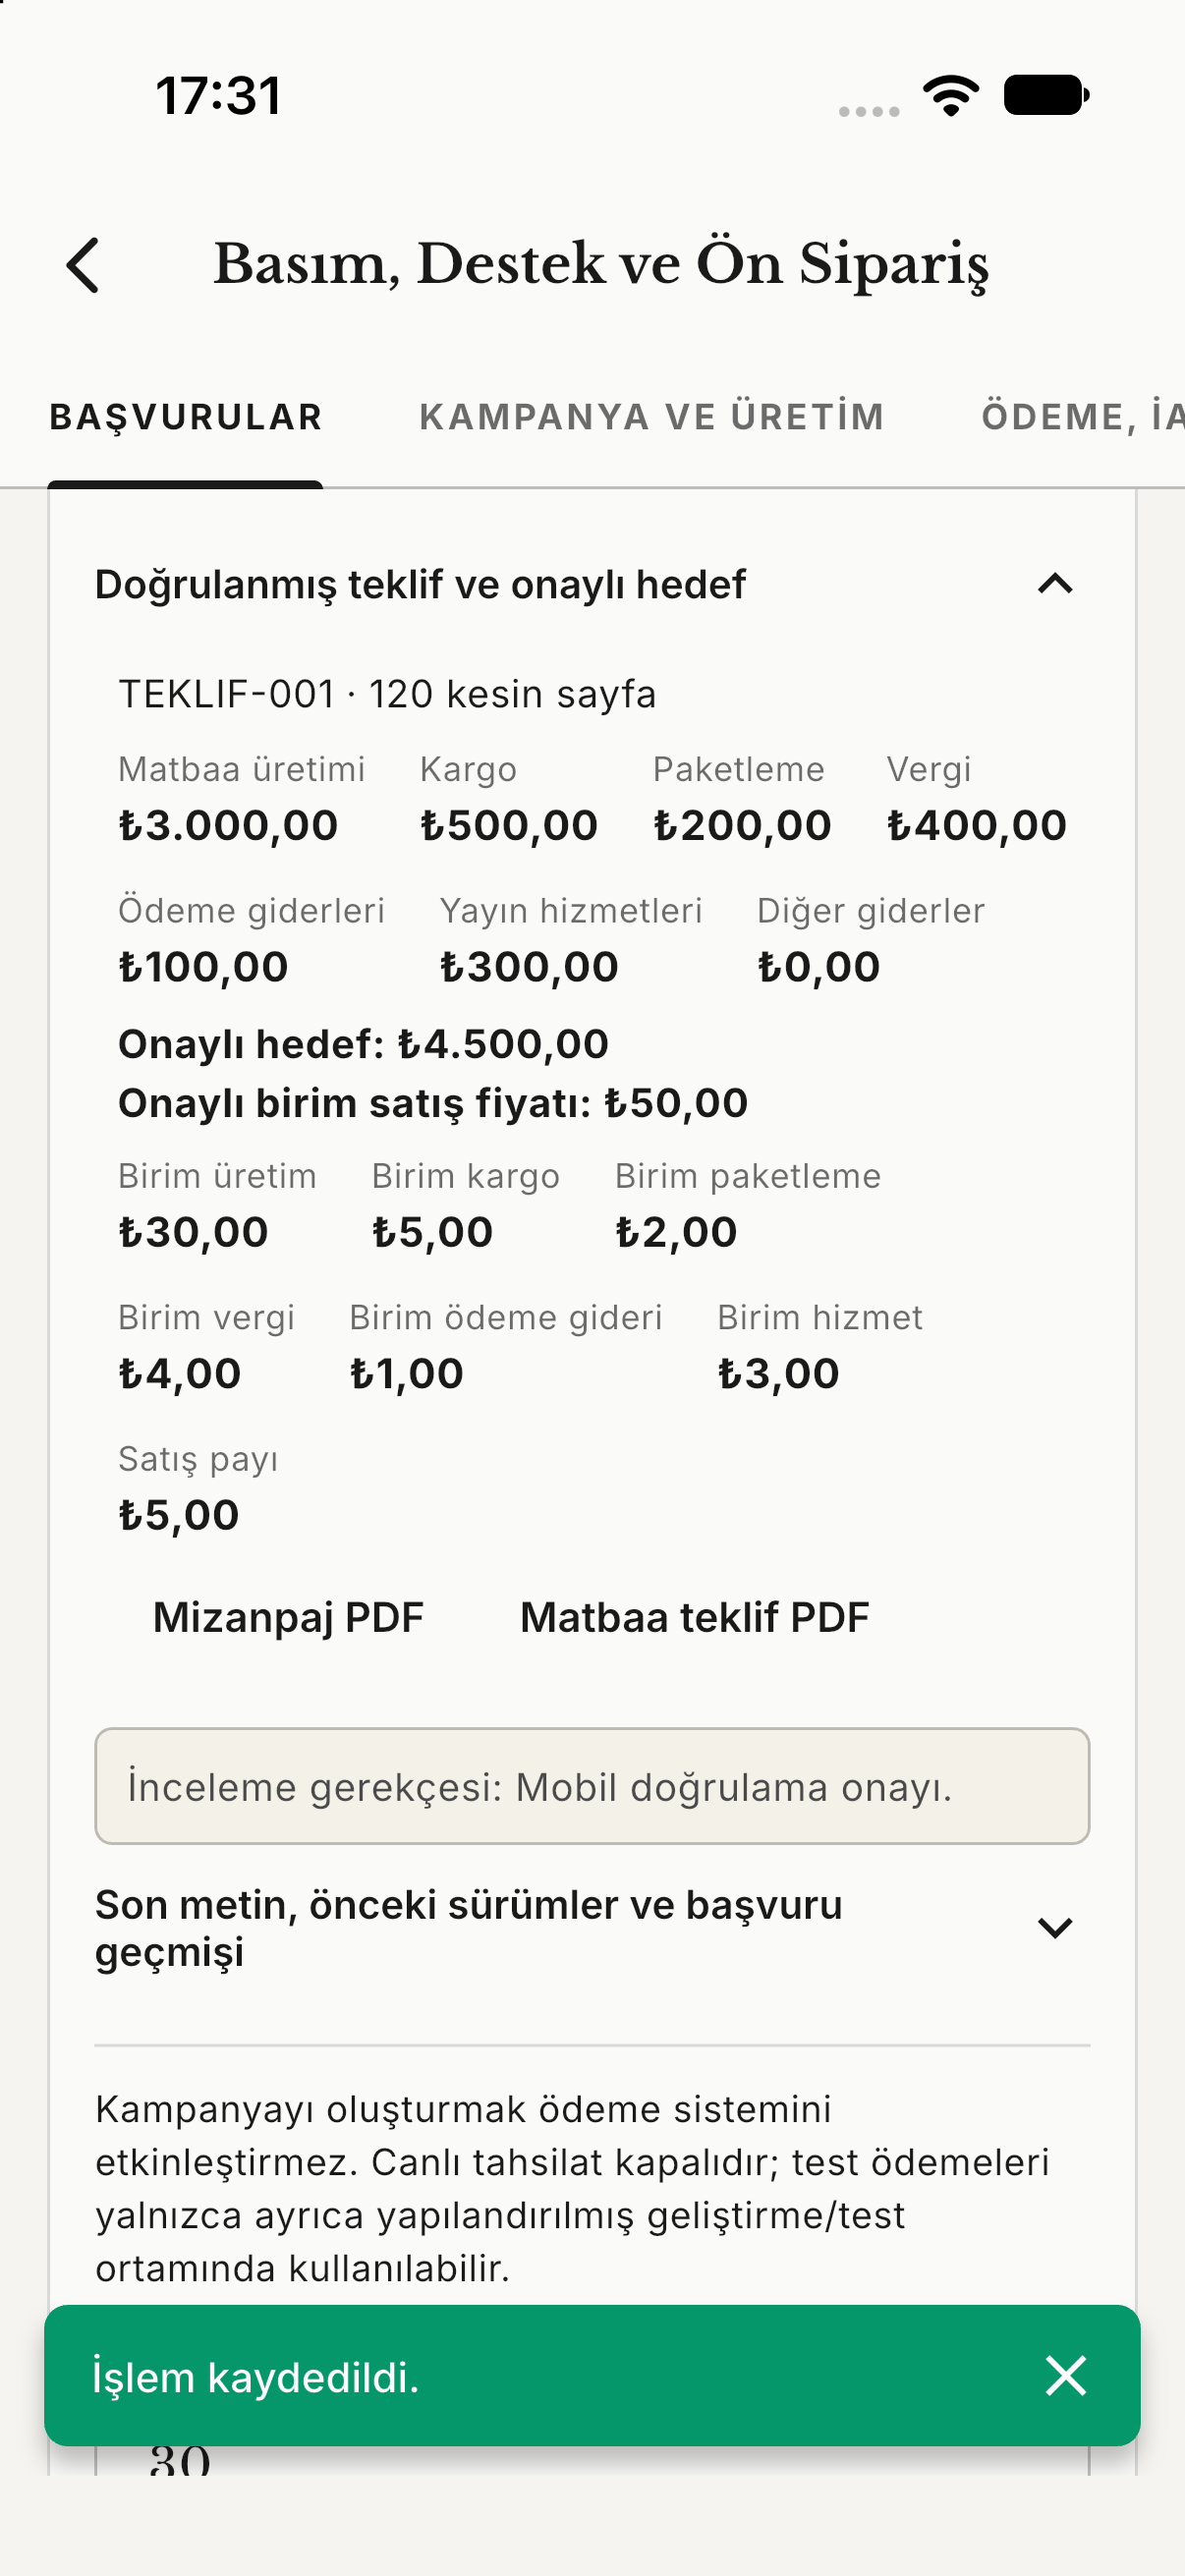 17:31
Basım, Destek ve Ön Sipariş
BAŞVURULAR KAMPANYA VE ÜRETİM ÖDEME, İA
Doğrulanmış teklif ve onaylı hedef
TEKLIF-001 · 120 kesin sayfa
Matbaa üretimi Kargo Paketleme Vergi
₺3.000,00 ₺500,00 ₺200,00 ₺400,00
Ödeme giderleri Yayın hizmetleri Diğer giderler
₺100,00 ₺300,00 ₺0,00
Onaylı hedef: ₺4.500,00
Onaylı birim satış fiyatı: ₺50,00
Birim üretim Birim kargo Birim paketleme
₺30,00 ₺5,00 ₺2,00
Birim vergi Birim ödeme gideri Birim hizmet
₺4,00 ₺1,00 ₺3,00
Satış payı
₺5,00
Mizanpaj PDF Matbaa teklif PDF
İnceleme gerekçesi: Mobil doğrulama onayı.
Son metin, önceki sürümler ve başvuru
geçmişi
Kampanyayı oluşturmak ödeme sistemini
etkinleştirmez. Canlı tahsilat kapalıdır; test ödemeleri
yalnızca ayrıca yapılandırılmış geliştirme/test
ortamında kullanılabilir.
İşlem kaydedildi.
30